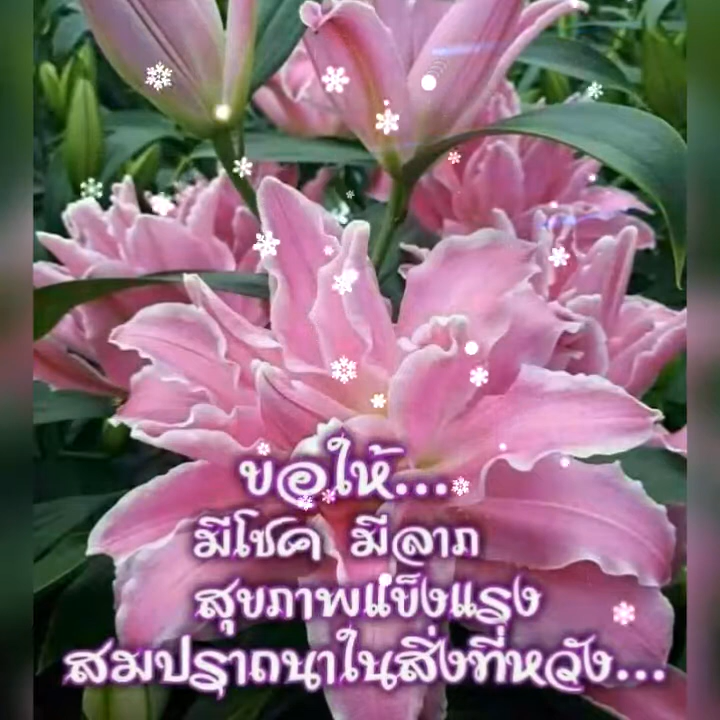 ขอให้...
มีโชค มีลาภ
สุขภาพแข็งแรง
สมปราถนาในสิ่งที่หวัง...